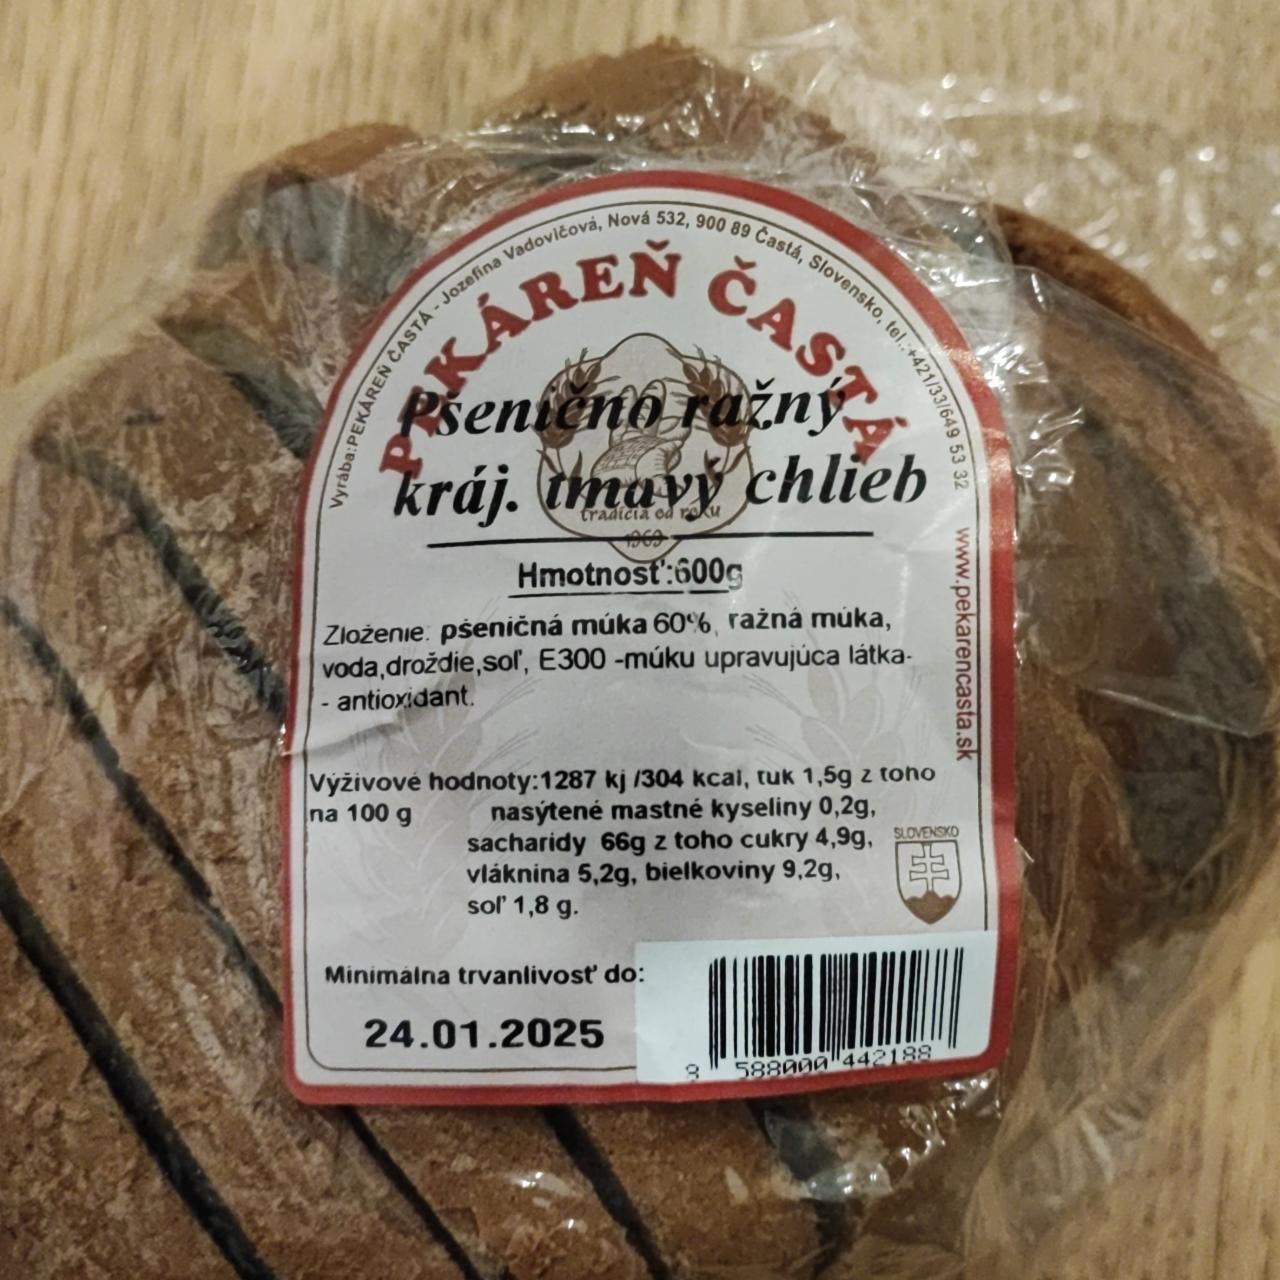 Vyrába:PEKÁREŇ ČASTÁ - Jozefína Vadovičová, Nová 532, 900 89 Častá, Slovensko, tel.:+421/33/649 53 32
PEKÁREŇ ČASTÁ
Pšenično ražný
kráj. tmavý chlieb
tradícia od roku
1969
Hmotnosť:600g
www.pekarencasta.sk
Zloženie: pšeničná múka 60%, ražná múka,
voda,droždie,soľ, E300 -múku upravujúca látka-
- antioxidant.
Výživové hodnoty:1287 kj /304 kcal, tuk 1,5g z toho
na 100 g nasýtené mastné kyseliny 0,2g,
sacharidy 66g z toho cukry 4,9g,
vláknina 5,2g, bielkoviny 9,2g,
soľ 1,8 g.
SLOVENSKO
Minimálna trvanlivosť do:
24.01.2025
8 588000 442188